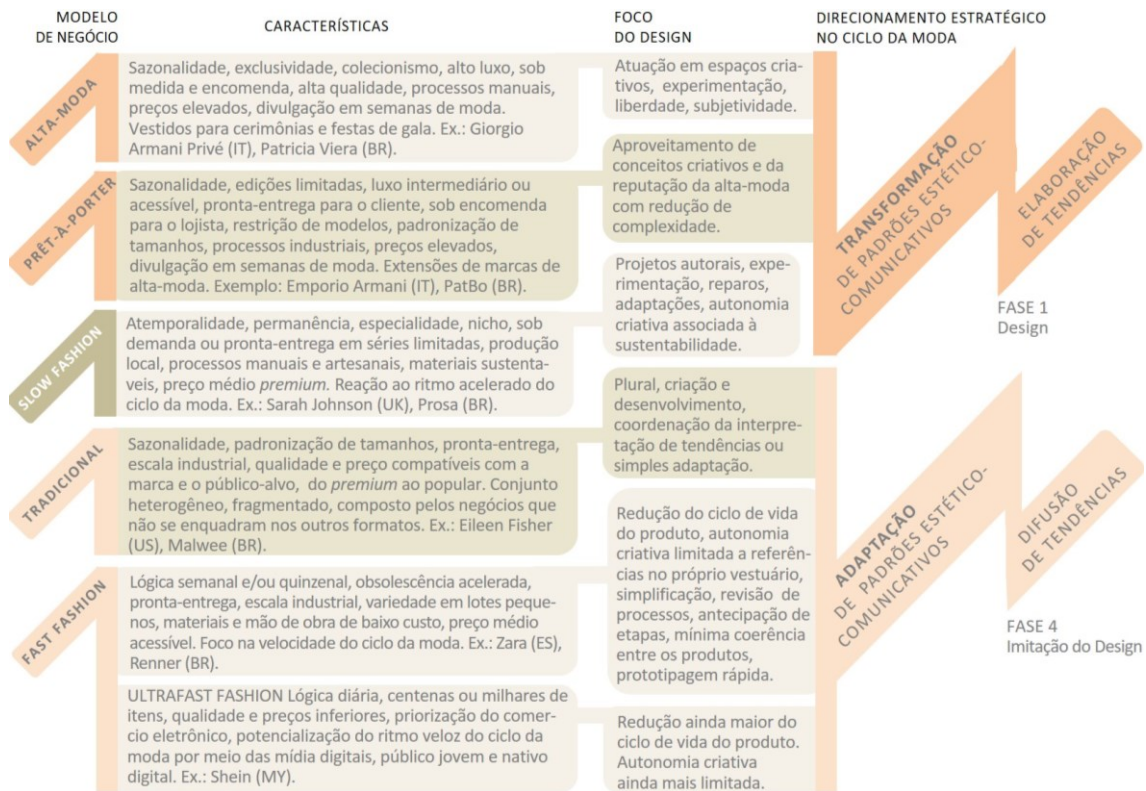 MODELO
DE NEGÓCIO
CARACTERÍSTICAS
FOCO
DO DESIGN
DIRECIONAMENTO ESTRATÉGICO
NO CICLO DA MODA
ALTA-MODA
Sazonalidade, exclusividade, colecionismo, alto luxo, sob
medida e encomenda, alta qualidade, processos manuais,
preços elevados, divulgação em semanas de moda.
Vestidos para cerimônias e festas de gala. Ex.: Giorgio
Armani Privé (IT), Patricia Viera (BR).
Atuação em espaços cria-
tivos, experimentação,
liberdade, subjetividade.
PRÊT-À-PORTER
Sazonalidade, edições limitadas, luxo intermediário ou
acessível, pronta-entrega para o cliente, sob encomenda
para o lojista, restrição de modelos, padronização de
tamanhos, processos industriais, preços elevados,
divulgação em semanas de moda. Extensões de marcas de
alta-moda. Exemplo: Emporio Armani (IT), PatBo (BR).
Aproveitamento de
conceitos criativos e da
reputação da alta-moda
com redução de
complexidade.
SLOW FASHION
Atemporalidade, permanência, especialidade, nicho, sob
demanda ou pronta-entrega em séries limitadas, produção
local, processos manuais e artesanais, materiais sustenta-
veis, preço médio premium. Reação ao ritmo acelerado do
ciclo da moda. Ex.: Sarah Johnson (UK), Prosa (BR).
Projetos autorais, expe-
rimentação, reparos,
adaptações, autonomia
criativa associada à
sustentabilidade.
TRADICIONAL
Sazonalidade, padronização de tamanhos, pronta-entrega,
escala industrial, qualidade e preço compatíveis com a
marca e o público-alvo, do premium ao popular. Conjunto
heterogêneo, fragmentado, composto pelos negócios que
não se enquadram nos outros formatos. Ex.: Eileen Fisher
(US), Malwee (BR).
Plural, criação e
desenvolvimento,
coordenação da interpre-
tação de tendências ou
simples adaptação.
FAST FASHION
Lógica semanal e/ou quinzenal, obsolescência acelerada,
pronta-entrega, escala industrial, variedade em lotes peque-
nos, materiais e mão de obra de baixo custo, preço médio
acessível. Foco na velocidade do ciclo da moda. Ex.: Zara (ES),
Renner (BR).
Redução do ciclo de vida
do produto, autonomia
criativa limitada a referên-
cias no próprio vestuário,
simplificação, revisão de
processos, antecipação de
etapas, mínima coerência
entre os produtos,
prototipagem rápida.
ULTRAFAST FASHION Lógica diária, centenas ou milhares de
itens, qualidade e preços inferiores, priorização do comer-
cio eletrônico, potencialização do ritmo veloz do ciclo da
moda por meio das mídia digitais, público jovem e nativo
digital. Ex.: Shein (MY).
Redução ainda maior do
ciclo de vida do produto.
Autonomia criativa
ainda mais limitada.
TRANSFORMAÇÃO
DE PADRÕES ESTÉTICO-
COMUNICATIVOS
ELABORAÇÃO
DE TENDÊNCIAS
FASE 1
Design
ADAPTAÇÃO
DE PADRÕES ESTÉTICO-
COMUNICATIVOS
DIFUSÃO
DE TENDÊNCIAS
FASE 4
Imitação do Design